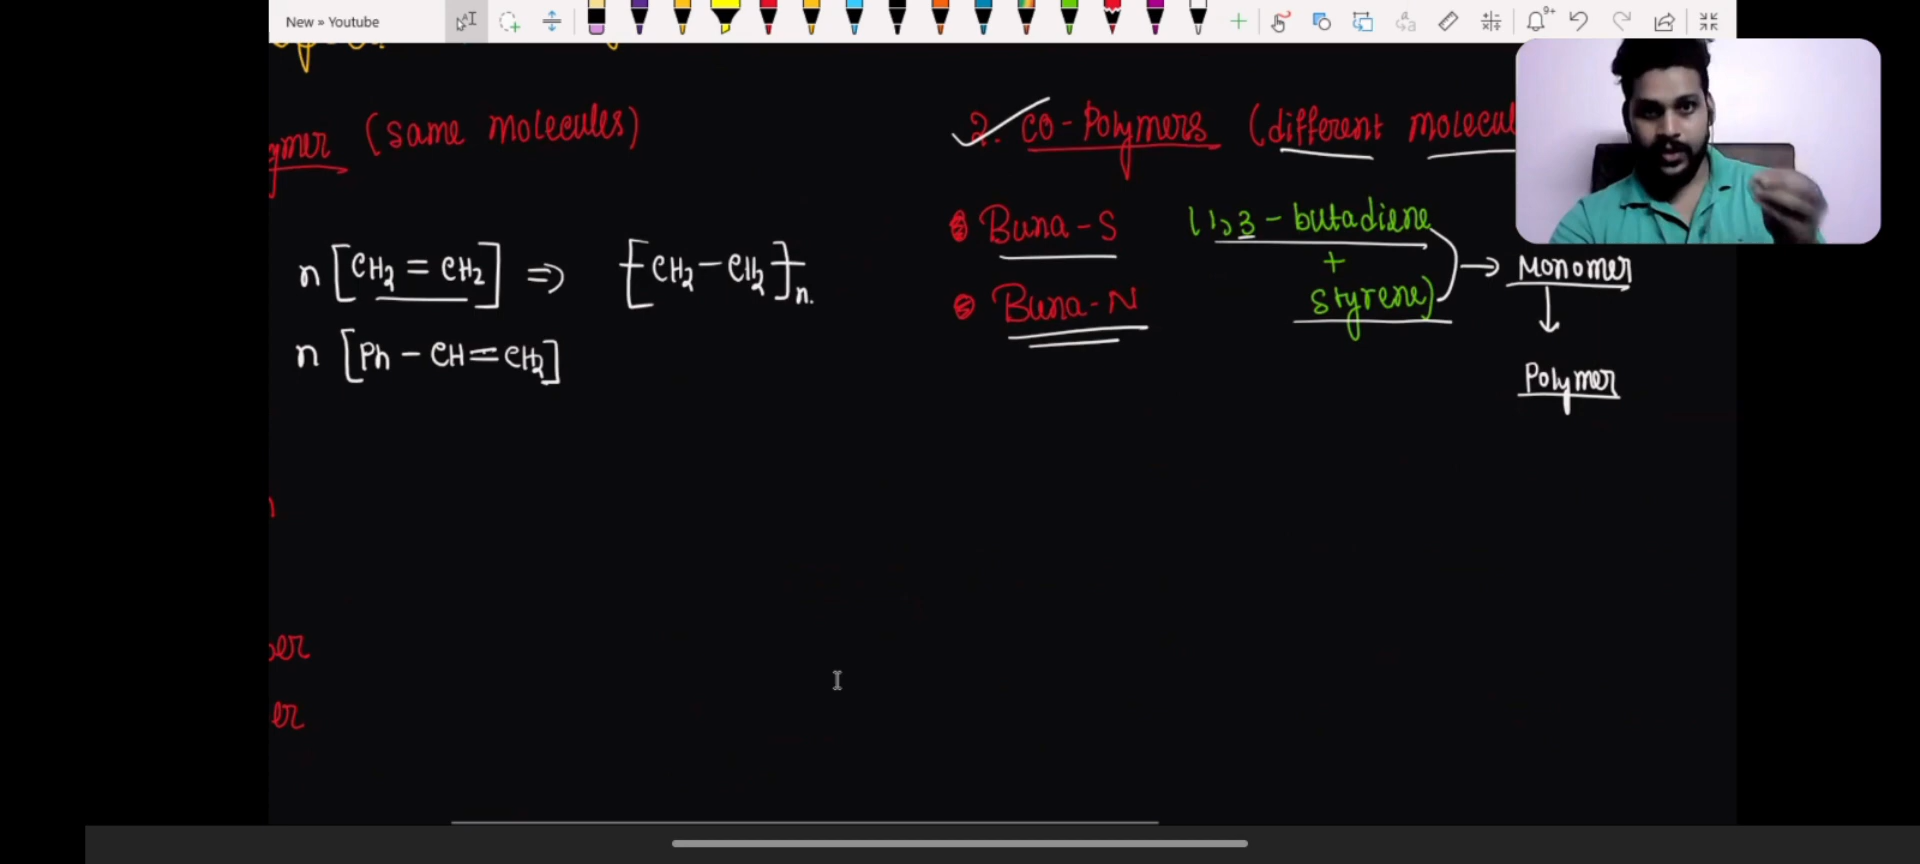 New » Youtube
9+
(same molecules)
n [CH2 = CH2] ⇒ [CH2 - CH2]n.
n [Ph - CH = CH2]
2. CO - Polymers (different
Buna - S
Buna - N
(1,3 - butadiene
+
styrene)
→ Monomer
↓
Polymer